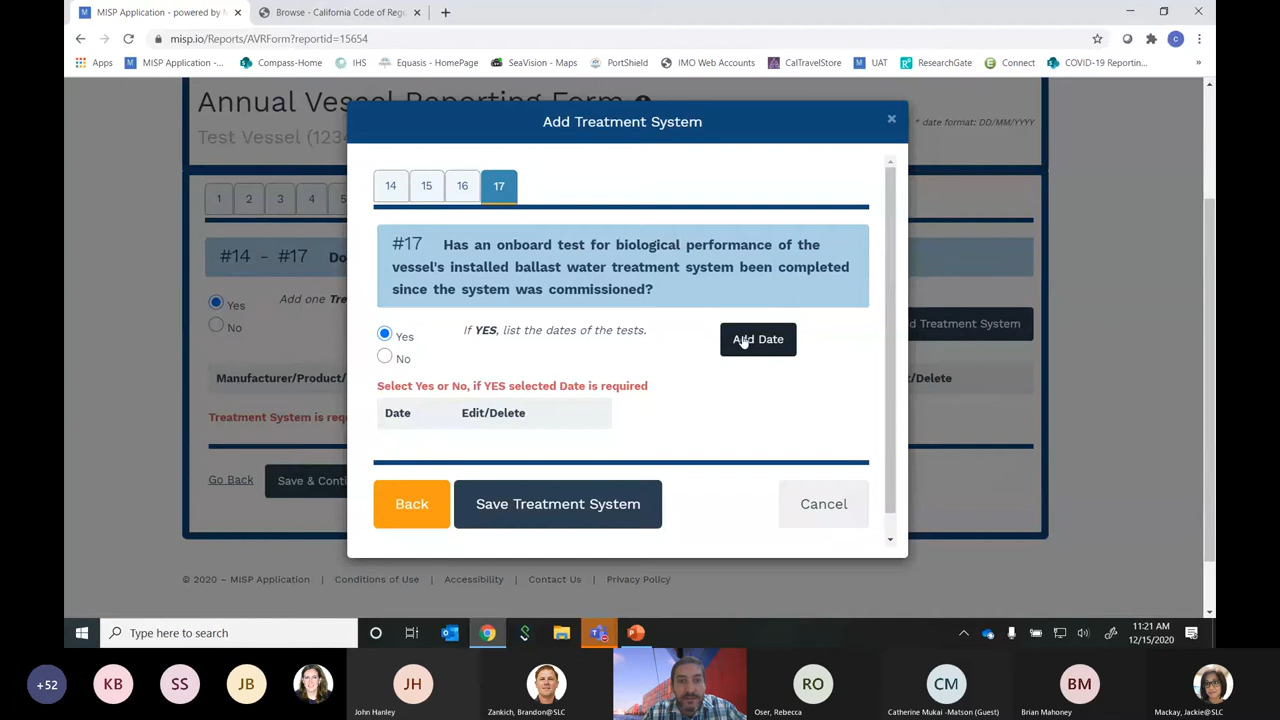 MISP Application - powered by M
Browse - California Code of Regu
misp.io/Reports/AVRForm?reportid=15654
C
Apps
MISP Application -...
Compass-Home
IHS
Equasis - HomePage
SeaVision - Maps
PortShield
IMO Web Accounts
CalTravelStore
UAT
ResearchGate
Connect
COVID-19 Reportin...
Annual Vessel Reporting Form
Test Vessel (1234
* date format: DD/MM/YYYY
Add Treatment System
1 2 3 4 5
14 15 16 17
#14 - #17 Do
#17 Has an onboard test for biological performance of the
vessel's installed ballast water treatment system been completed
since the system was commissioned?
Yes
No
Add one Tre
d Treatment System
Yes
No
If YES, list the dates of the tests.
Add Date
Manufacturer/Product/
t/Delete
Select Yes or No, if YES selected Date is required
Date Edit/Delete
Treatment System is requ
Go Back
Save & Conti
Back
Save Treatment System
Cancel
© 2020 – MISP Application | Conditions of Use | Accessibility | Contact Us | Privacy Policy
Type here to search
11:21 AM
12/15/2020
+52
KB
SS
JB
JH
John Hanley
Zankich, Brandon@SLC
RO
Oser, Rebecca
CM
Catherine Mukai -Matson (Guest)
BM
Brian Mahoney
Mackay, Jackie@SLC